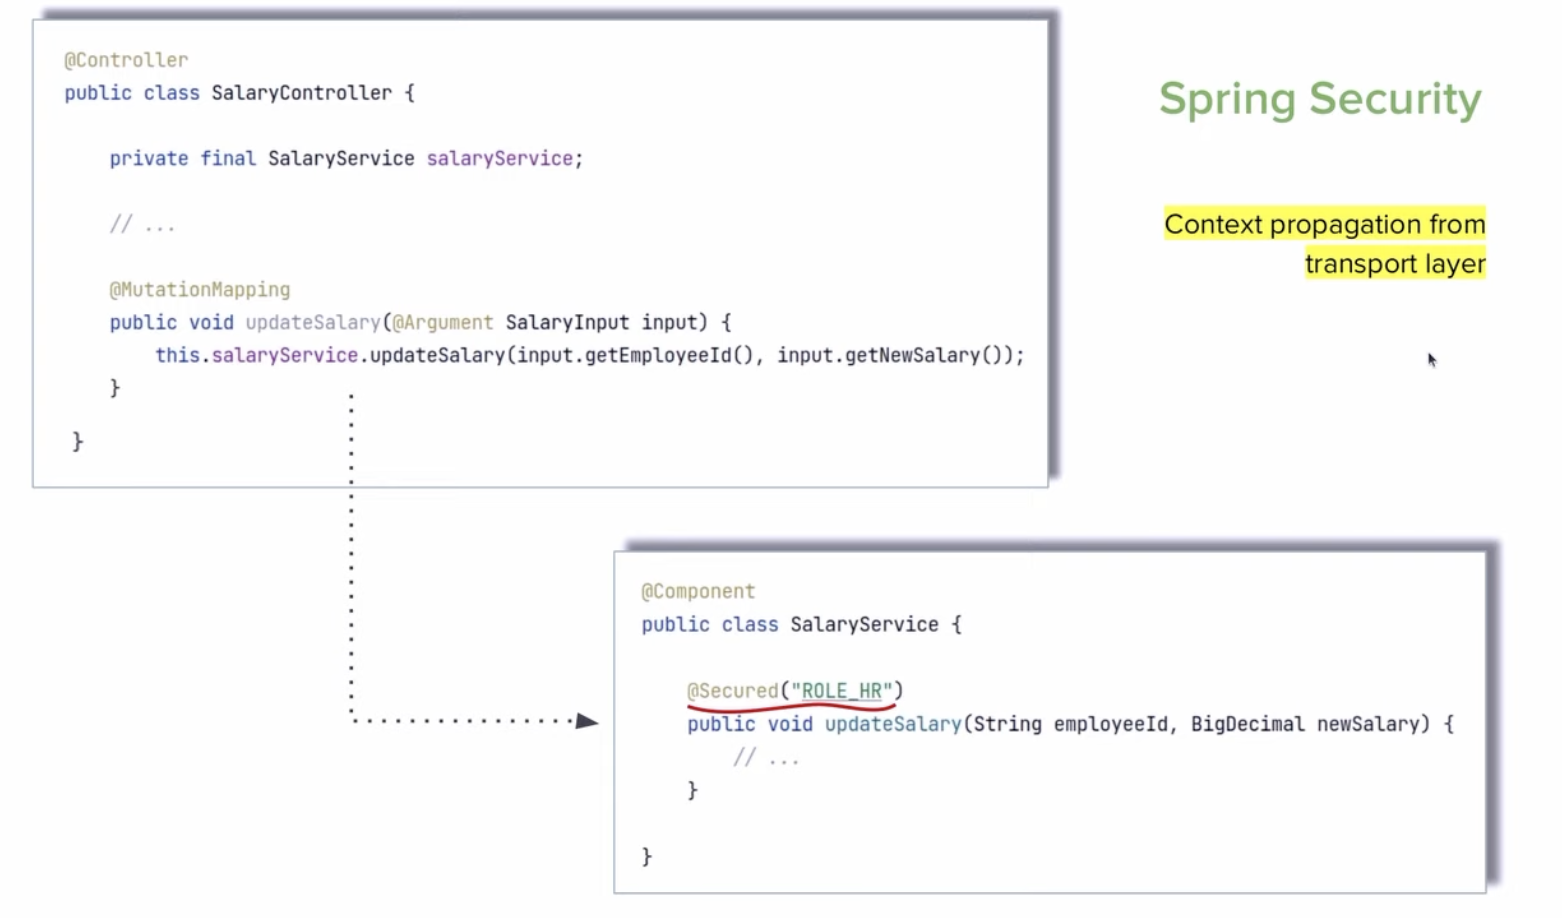 @Controller
public class SalaryController {
private final SalaryService salaryService;
// ...
@MutationMapping
public void updateSalary(@Argument SalaryInput input) {
this.salaryService.updateSalary(input.getEmployeeId(), input.getNewSalary());
}
}
Spring Security
Context propagation from
transport layer
@Component
public class SalaryService {
@Secured("ROLE_HR")
public void updateSalary(String employeeId, BigDecimal newSalary) {
// ...
}
}